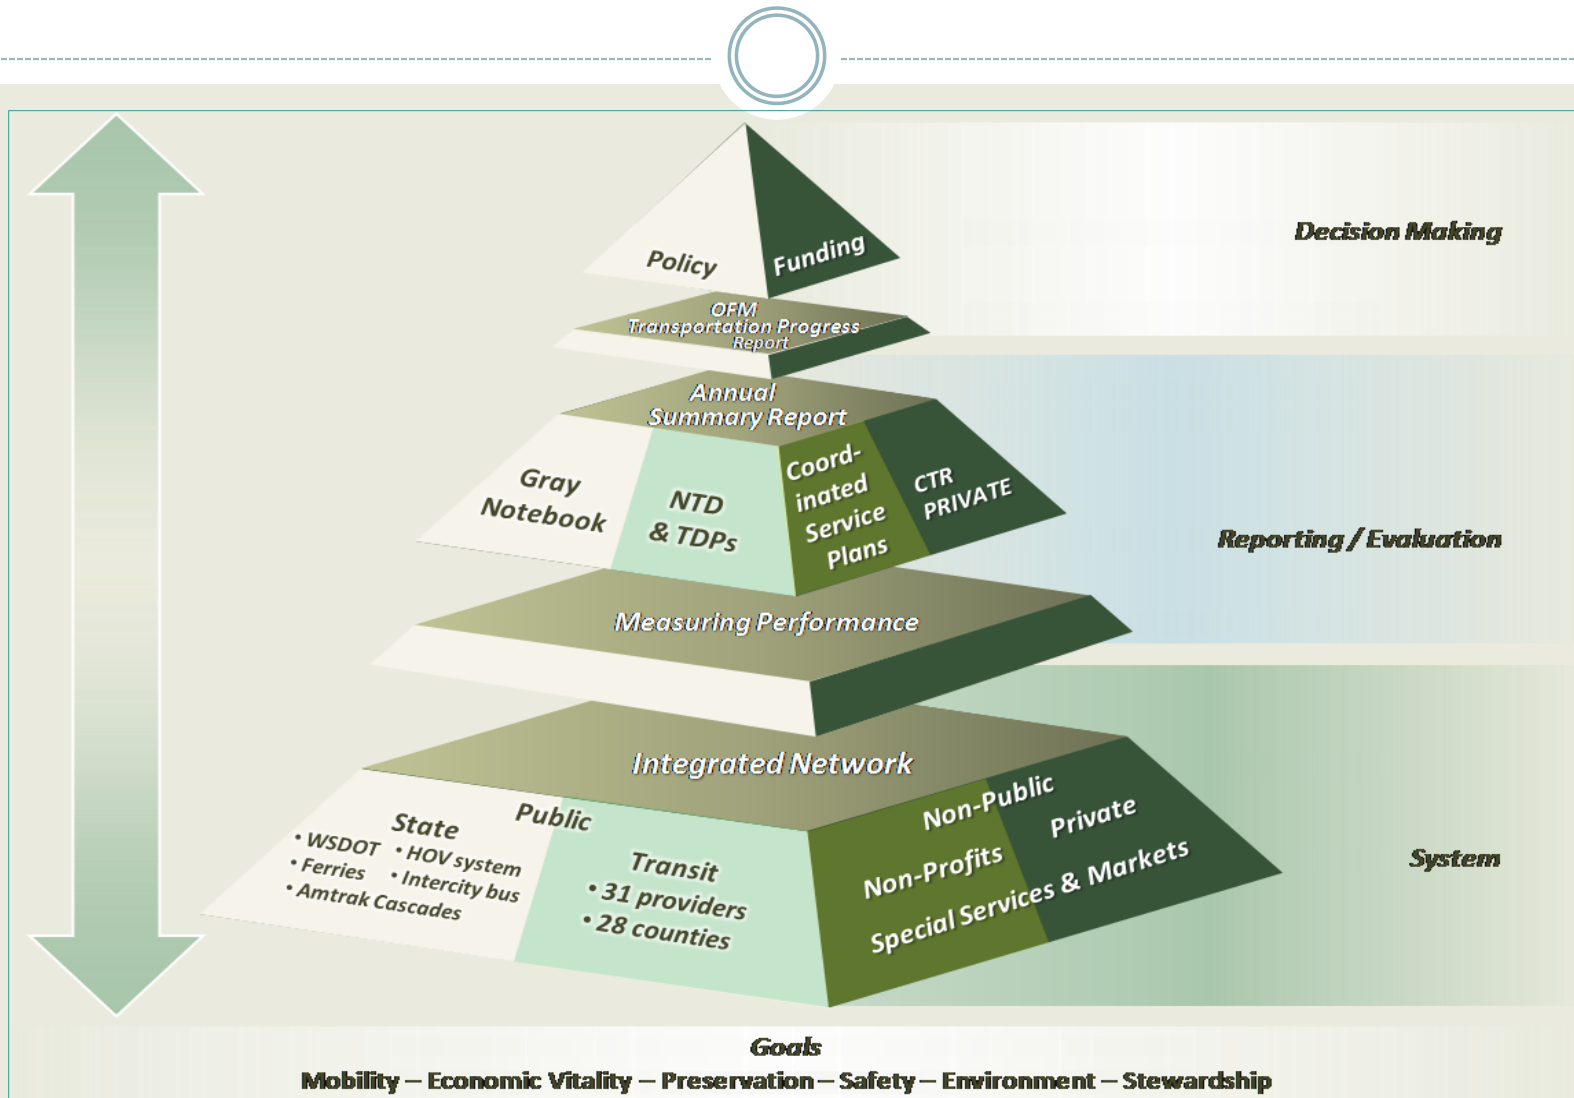 Decision Making
Policy
Funding
OFM
Transportation Progress
Report
Annual
Summary Report
Gray
Notebook
NTD
& TDPs
Coord-
inated
Service
Plans
CTR
PRIVATE
Reporting / Evaluation
Measuring Performance
Integrated Network
Public
State
• WSDOT
• Ferries
• Amtrak Cascades
• HOV system
• Intercity bus
Transit
• 31 providers
• 28 counties
Non-Public
Private
Non-Profits
Special Services & Markets
System
Goals
Mobility – Economic Vitality – Preservation – Safety – Environment – Stewardship